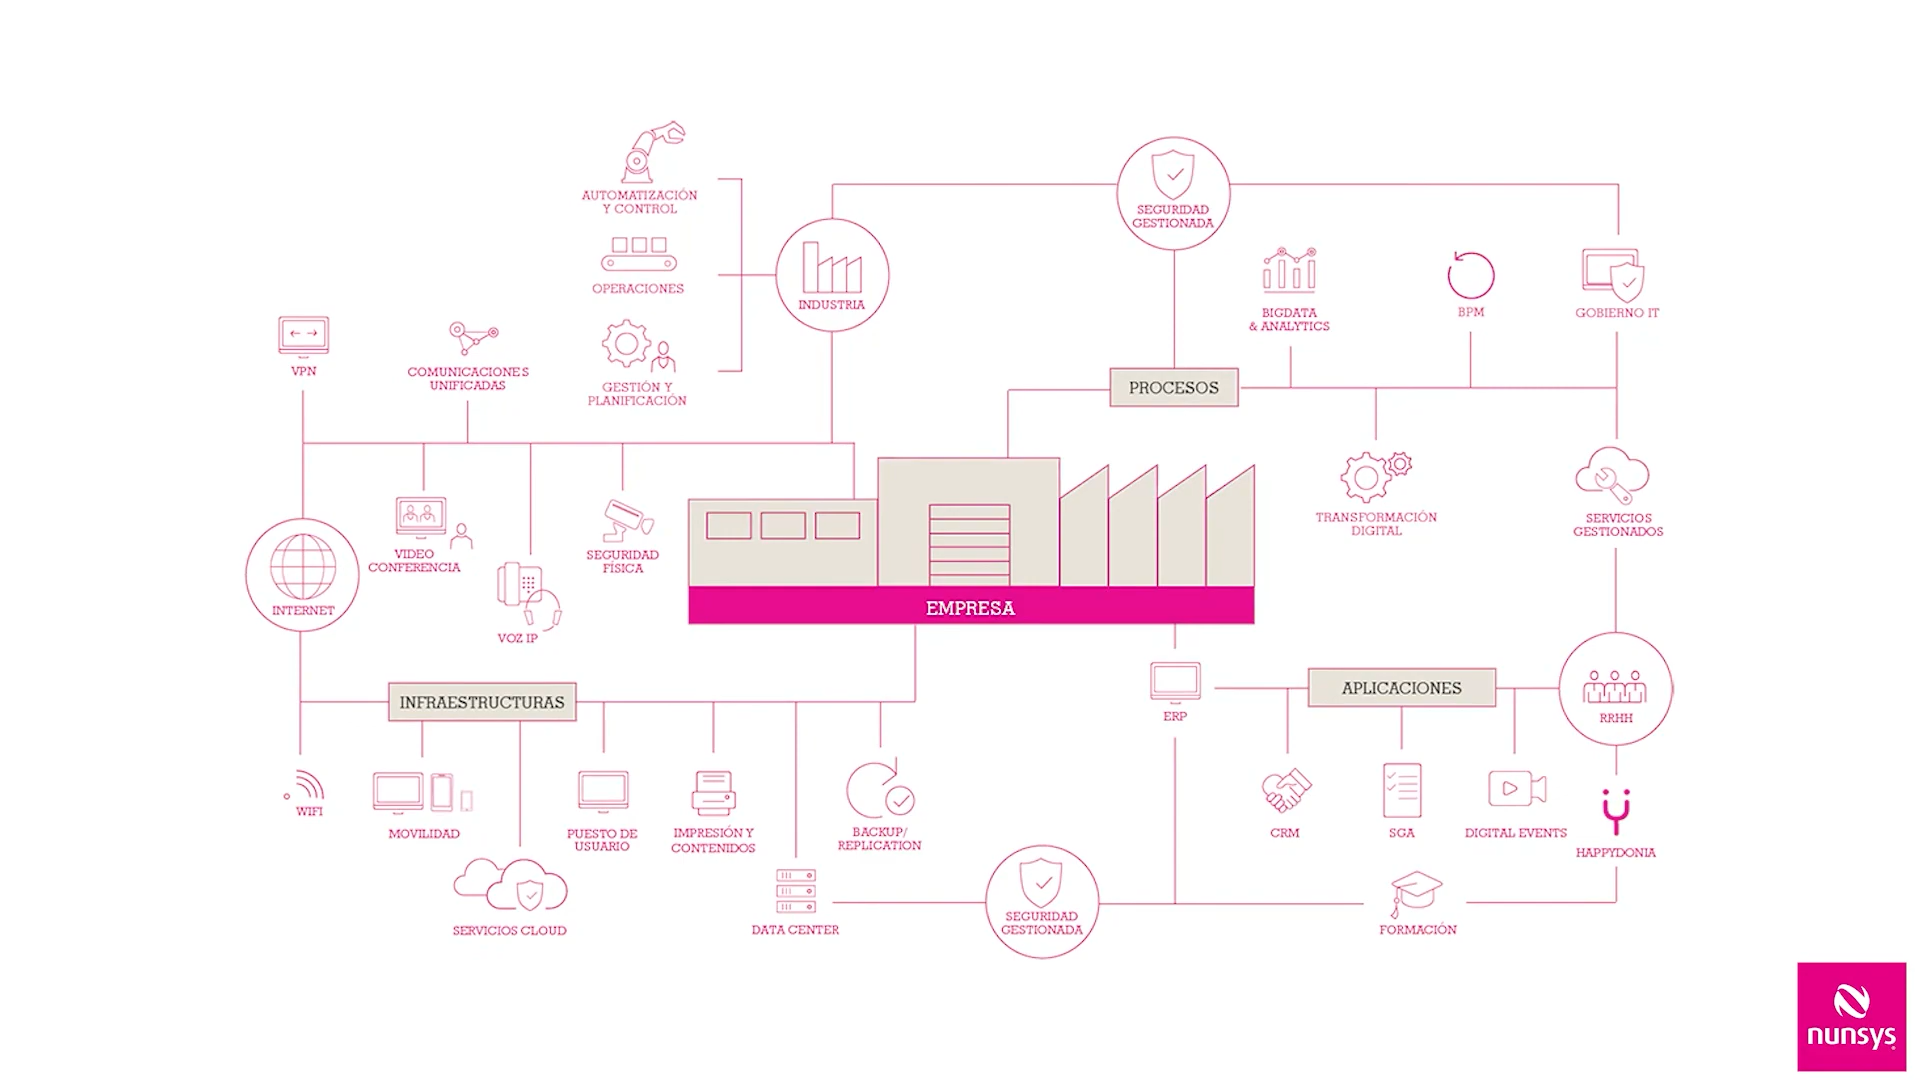 AUTOMATIZACIÓN
Y CONTROL
OPERACIONES
GESTIÓN Y
PLANIFICACIÓN
INDUSTRIA
SEGURIDAD
GESTIONADA
BIGDATA
& ANALYTICS
BPM
GOBIERNO IT
VPN
COMUNICACIONES
UNIFICADAS
PROCESOS
TRANSFORMACIÓN
DIGITAL
SERVICIOS
GESTIONADOS
INTERNET
VIDEO
CONFERENCIA
VOZ IP
SEGURIDAD
FÍSICA
EMPRESA
INFRAESTRUCTURAS
ERP
APLICACIONES
RRHH
WIFI
MOVILIDAD
PUESTO DE
USUARIO
IMPRESIÓN Y
CONTENIDOS
BACKUP/
REPLICATION
CRM
SGA
DIGITAL EVENTS
HAPPYDONIA
SERVICIOS CLOUD
DATA CENTER
SEGURIDAD
GESTIONADA
FORMACIÓN
nunsys